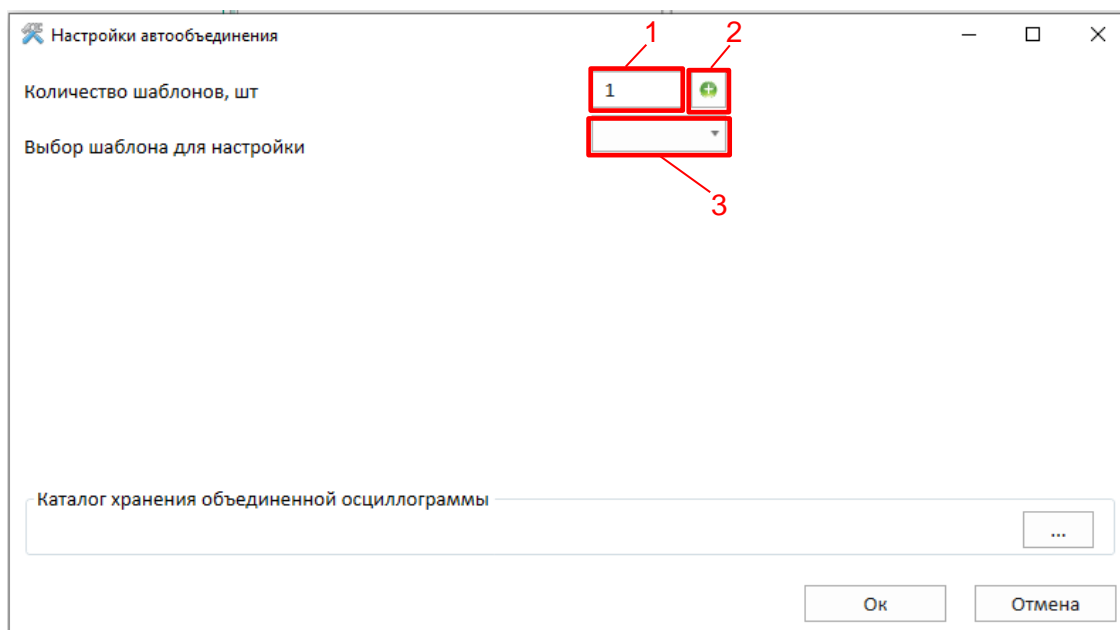 Настройки автообъединения
1
2
Количество шаблонов, шт
1
Выбор шаблона для настройки
3
Каталог хранения объединенной осциллограммы
...
Ок
Отмена